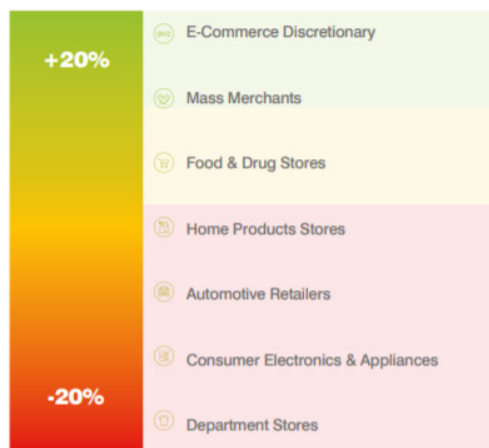 E-Commerce Discretionary
+20%
Mass Merchants
Food & Drug Stores
Home Products Stores
Automotive Retailers
Consumer Electronics & Appliances
-20%
Department Stores